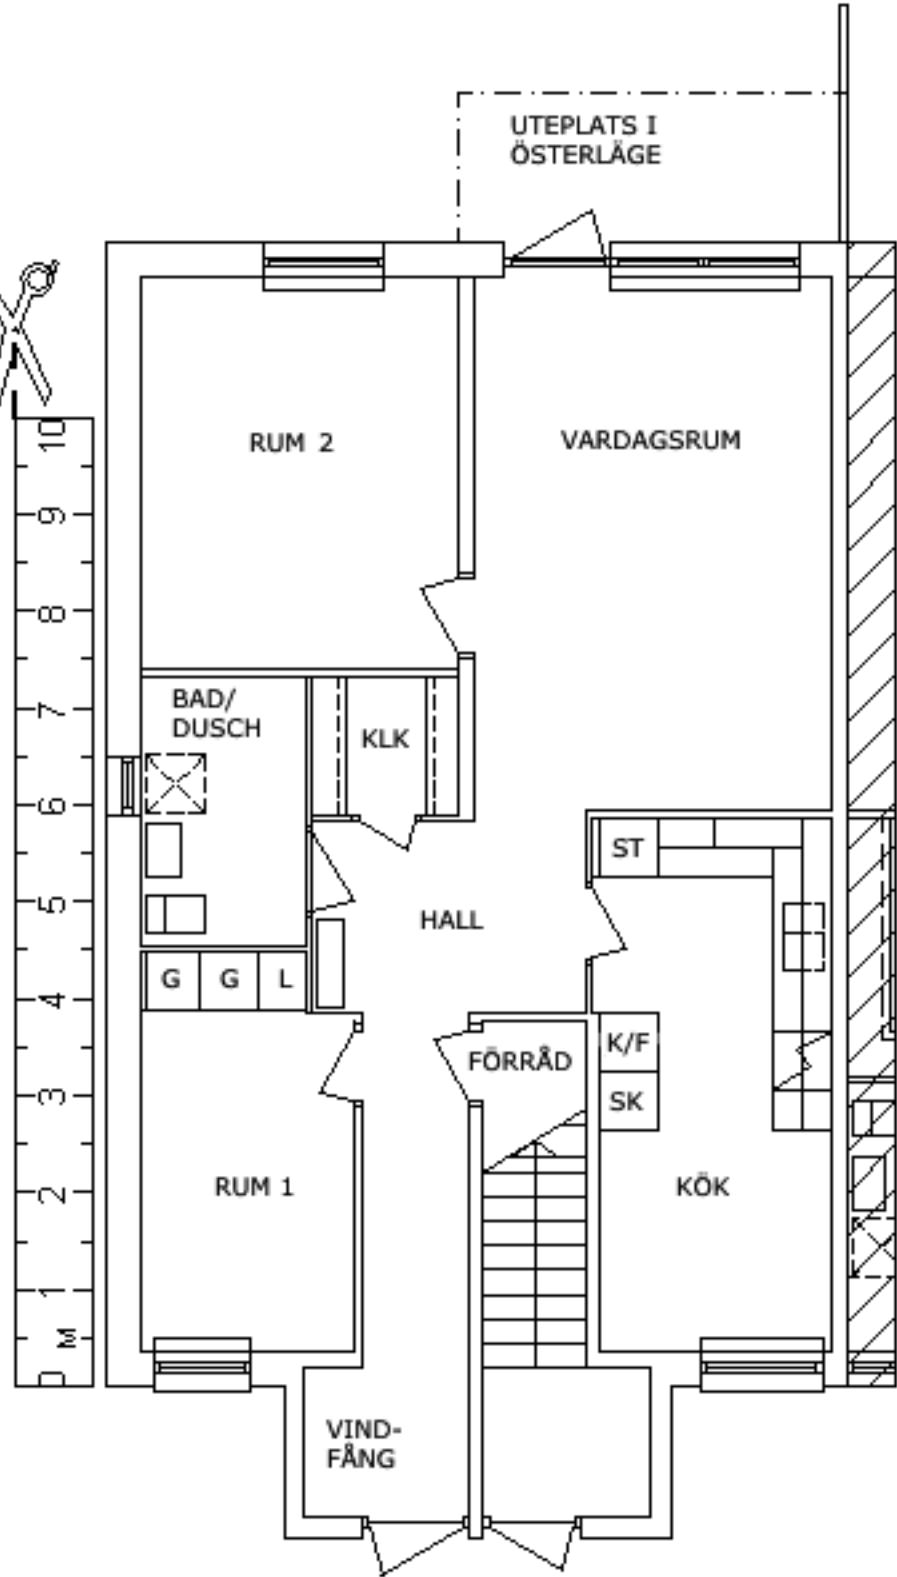 UTEPLATS I
ÖSTERLÄGE
RUM 2
VARDAGSRUM
BAD/
DUSCH
KLK
ST
HALL
G G L
K/F
FÖRRÅD
SK
RUM 1
KÖK
VIND-
FÅNG
10
9
8
7
6
5
4
3
2
1
M
0